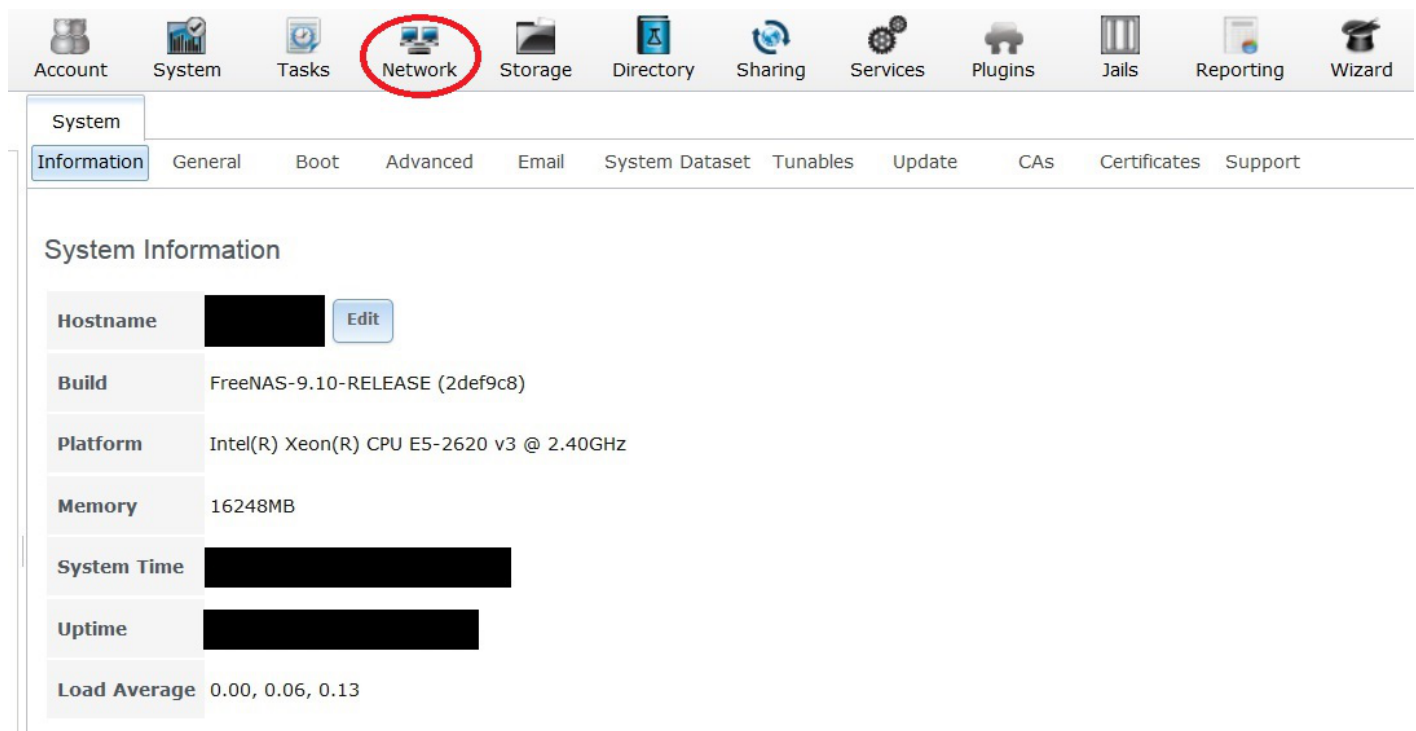 Account System Tasks Network Storage Directory Sharing Services Plugins Jails Reporting Wizard
System
Information General Boot Advanced Email System Dataset Tunables Update CAs Certificates Support
System Information
Hostname Edit
Build FreeNAS-9.10-RELEASE (2def9c8)
Platform Intel(R) Xeon(R) CPU E5-2620 v3 @ 2.40GHz
Memory 16248MB
System Time
Uptime
Load Average 0.00, 0.06, 0.13